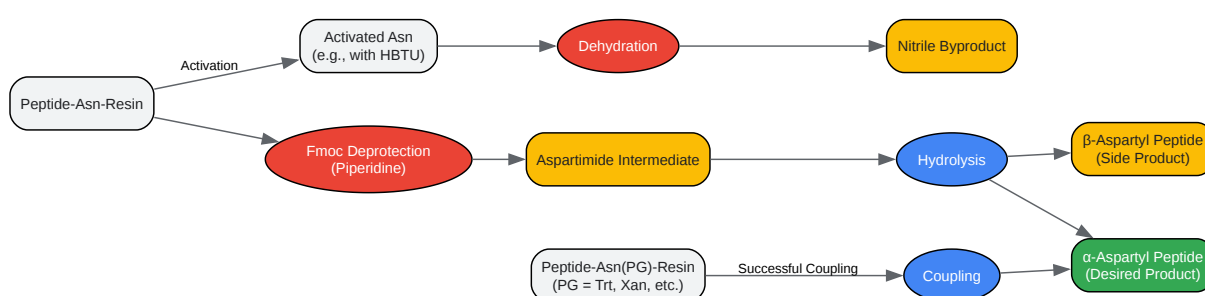 Activated Asn
(e.g., with HBTU)
Dehydration
Nitrile Byproduct
Activation
Peptide-Asn-Resin
Fmoc Deprotection
(Piperidine)
Aspartimide Intermediate
Hydrolysis
β-Aspartyl Peptide
(Side Product)
Peptide-Asn(PG)-Resin
(PG = Trt, Xan, etc.)
Successful Coupling
Coupling
α-Aspartyl Peptide
(Desired Product)